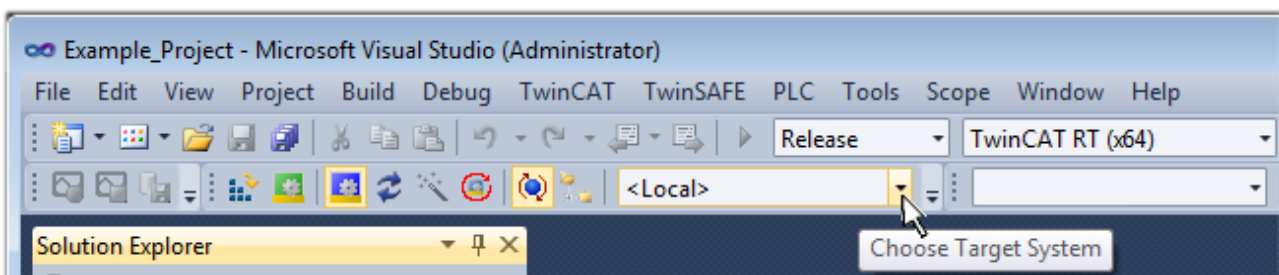 Example_Project - Microsoft Visual Studio (Administrator)
File Edit View Project Build Debug TwinCAT TwinSAFE PLC Tools Scope Window Help
Release TwinCAT RT (x64)
<Local>
Solution Explorer
Choose Target System